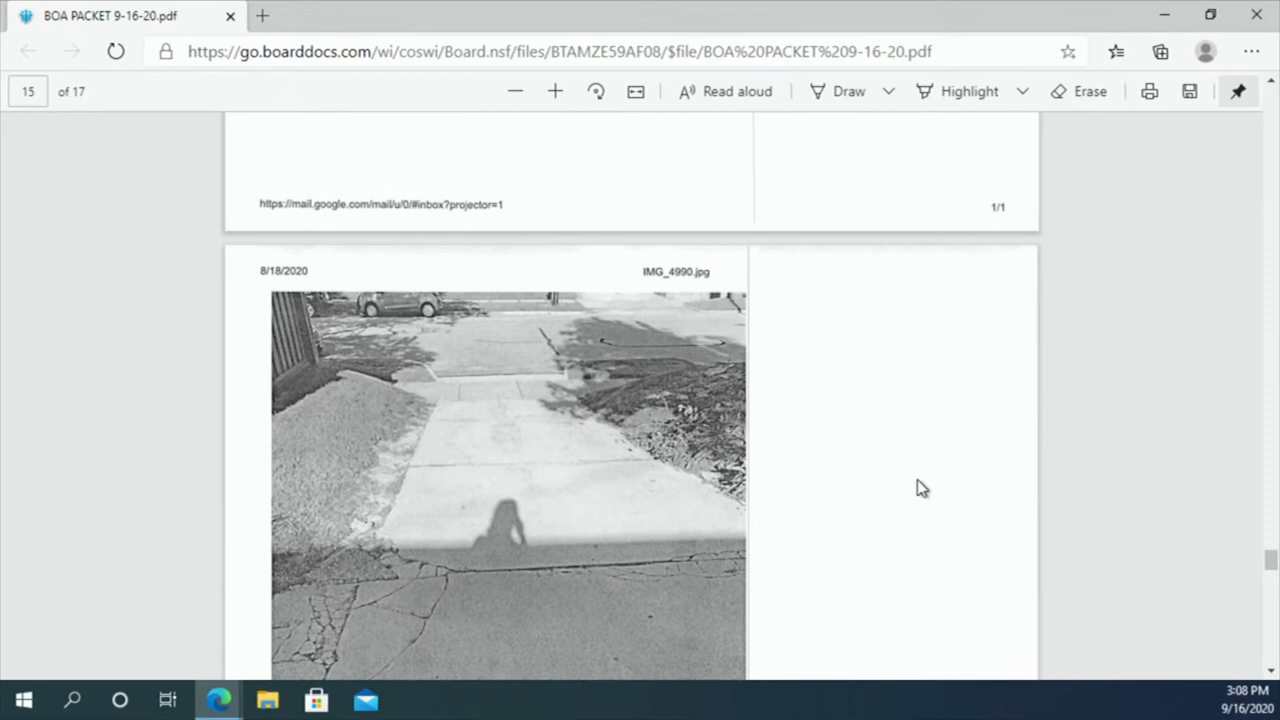 BOA PACKET 9-16-20.pdf
https://go.boarddocs.com/wi/coswi/Board.nsf/files/BTAMZE59AF08/$file/BOA%20PACKET%209-16-20.pdf
15 of 17
Read aloud
Draw
Highlight
Erase
https://mail.google.com/mail/u/0/#inbox?projector=1
1/1
8/18/2020
IMG_4990.jpg
3:08 PM
9/16/2020